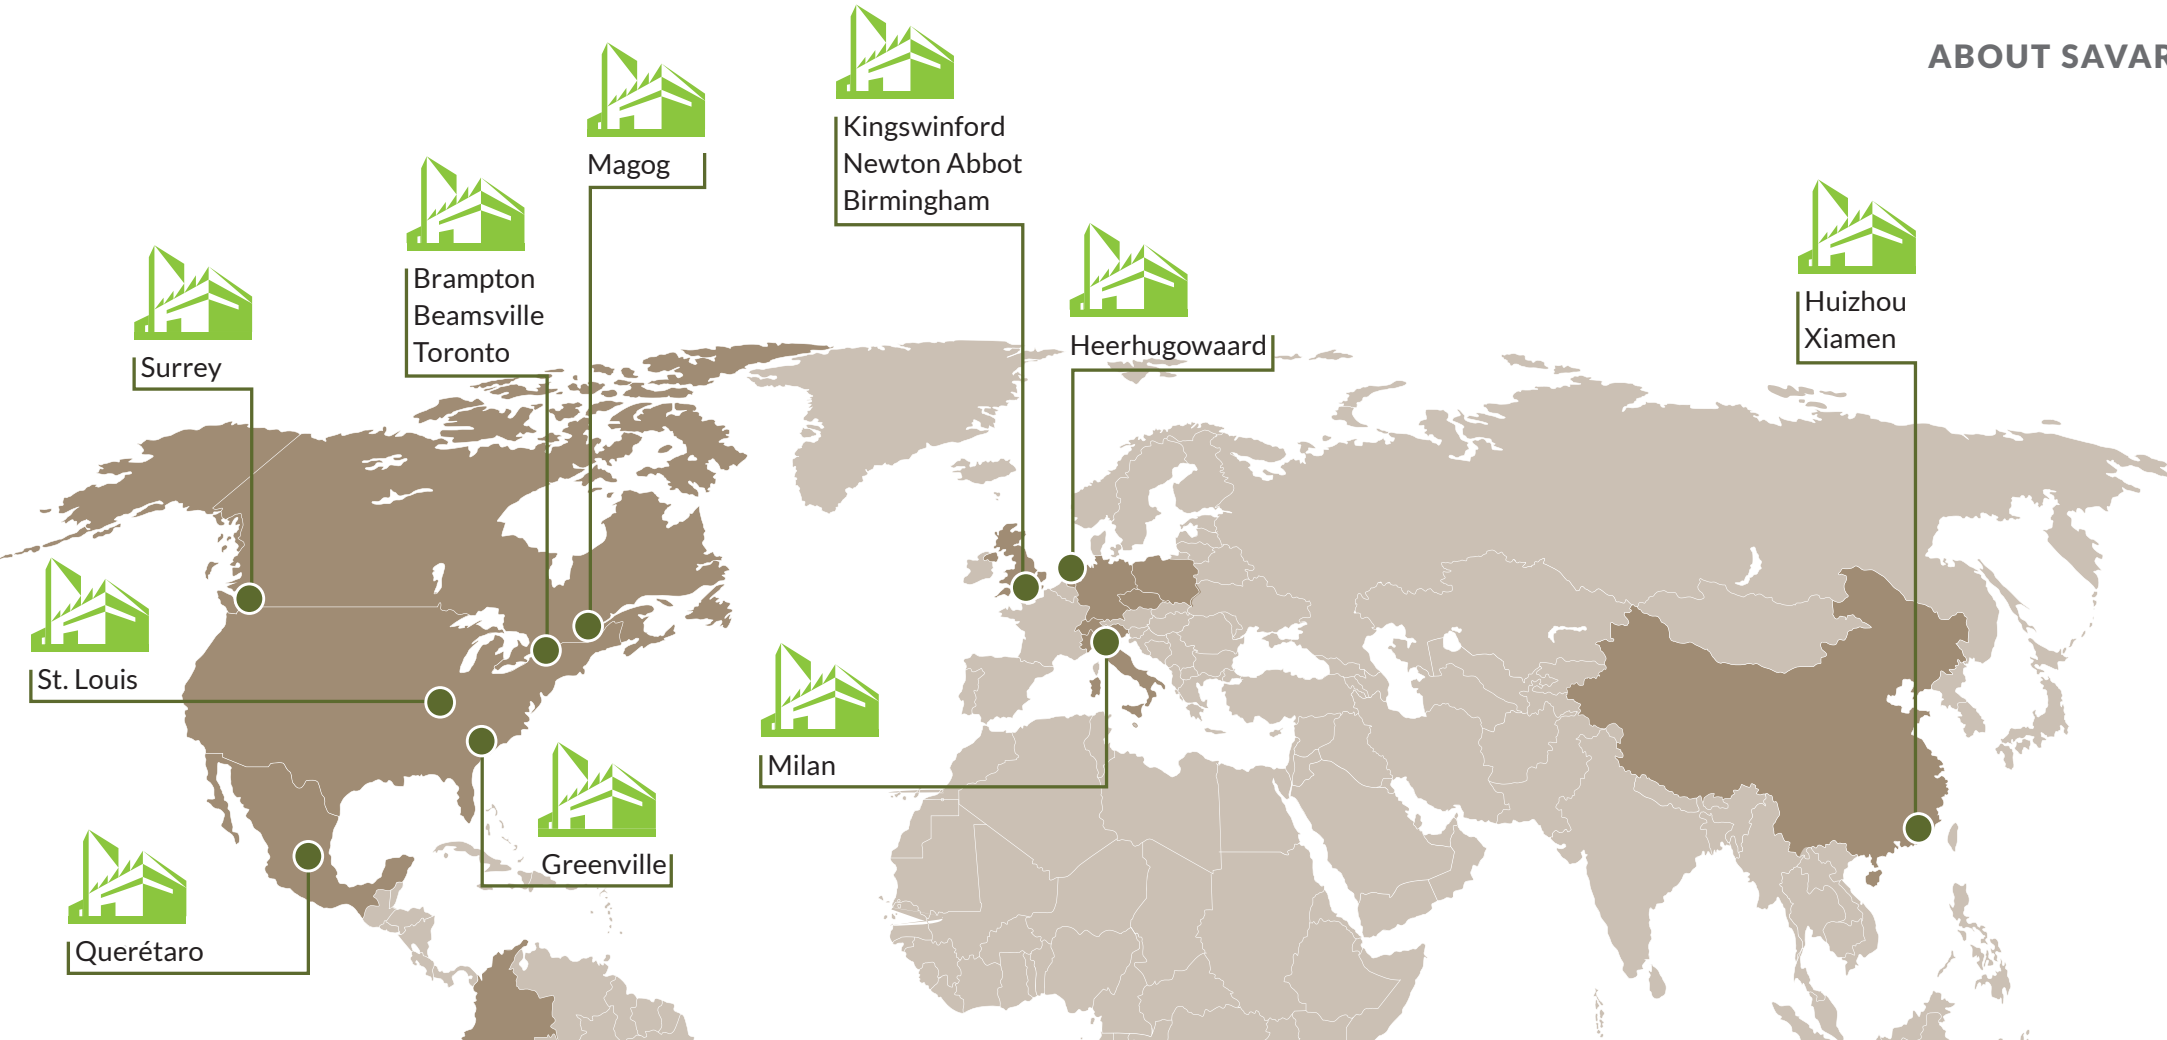 ABOUT SAVAR
Kingswinford
Newton Abbot
Birmingham
Magog
Brampton
Beamsville
Toronto
Surrey
Heerhugowaard
Huizhou
Xiamen
St. Louis
Milan
Greenville
Querétaro